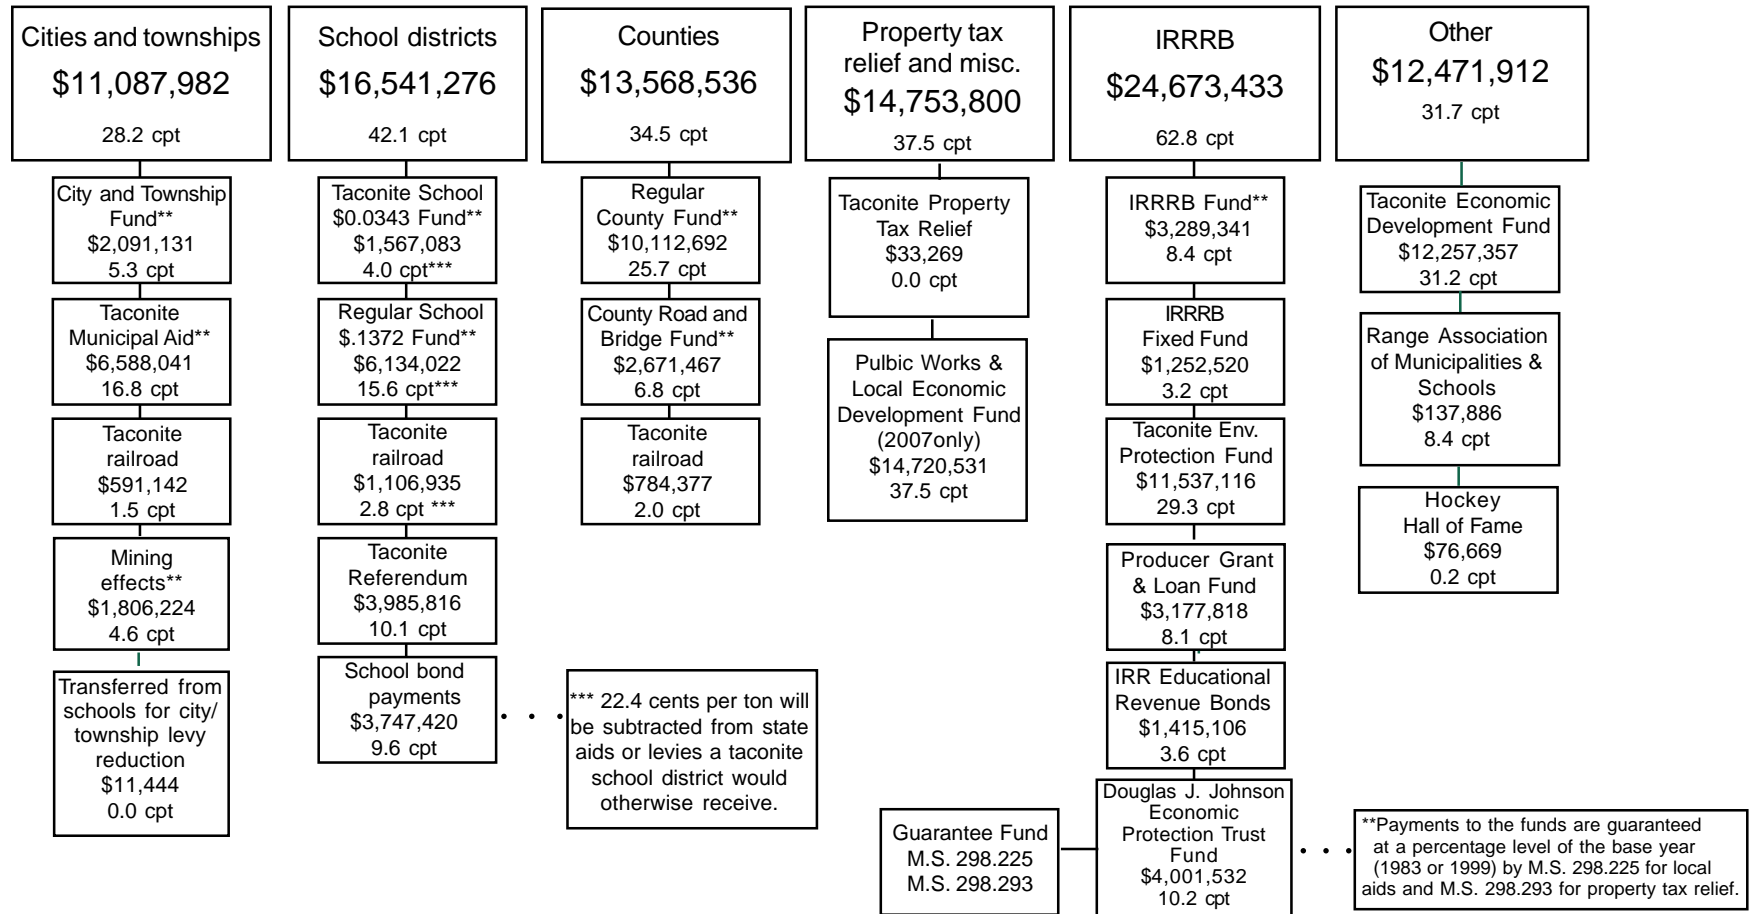 Cities and townships
$11,087,982
28.2 cpt
City and Township
Fund**
$2,091,131
5.3 cpt
Taconite
Municipal Aid**
$6,588,041
16.8 cpt
Taconite
railroad
$591,142
1.5 cpt
Mining
effects**
$1,806,224
4.6 cpt
Transferred from
schools for city/
township levy
reduction
$11,444
0.0 cpt
School districts
$16,541,276
42.1 cpt
Taconite School
$0.0343 Fund**
$1,567,083
4.0 cpt***
Regular School
$.1372 Fund**
$6,134,022
15.6 cpt***
Taconite
railroad
$1,106,935
2.8 cpt ***
Taconite
Referendum
$3,985,816
10.1 cpt
School bond
payments
$3,747,420
9.6 cpt
*** 22.4 cents per ton will
be subtracted from state
aids or levies a taconite
school district would
otherwise receive.
Counties
$13,568,536
34.5 cpt
Regular
County Fund**
$10,112,692
25.7 cpt
County Road and
Bridge Fund**
$2,671,467
6.8 cpt
Taconite
railroad
$784,377
2.0 cpt
Property tax
relief and misc.
$14,753,800
37.5 cpt
Taconite Property
Tax Relief
$33,269
0.0 cpt
Pulbic Works &
Local Economic
Development Fund
(2007only)
$14,720,531
37.5 cpt
IRRRB
$24,673,433
62.8 cpt
IRRRB Fund**
$3,289,341
8.4 cpt
IRRRB
Fixed Fund
$1,252,520
3.2 cpt
Taconite Env.
Protection Fund
$11,537,116
29.3 cpt
Producer Grant
& Loan Fund
$3,177,818
8.1 cpt
IRR Educational
Revenue Bonds
$1,415,106
3.6 cpt
Douglas J. Johnson
Economic
Protection Trust
Fund
$4,001,532
10.2 cpt
Guarantee Fund
M.S. 298.225
M.S. 298.293
**Payments to the funds are guaranteed
at a percentage level of the base year
(1983 or 1999) by M.S. 298.225 for local
aids and M.S. 298.293 for property tax relief.
Other
$12,471,912
31.7 cpt
Taconite Economic
Development Fund
$12,257,357
31.2 cpt
Range Association
of Municipalities &
Schools
$137,886
8.4 cpt
Hockey
Hall of Fame
$76,669
0.2 cpt